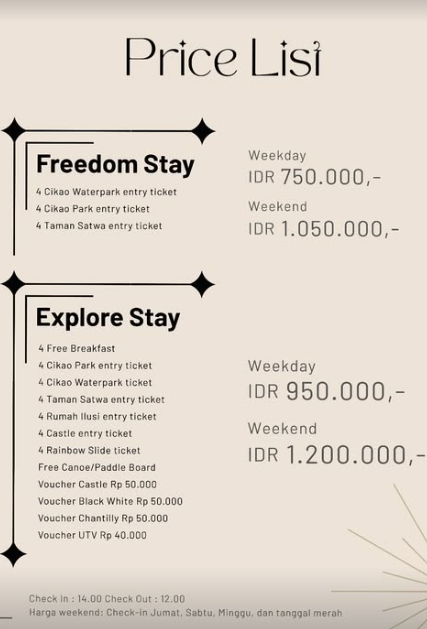 Price List
Freedom Stay
4 Cikao Waterpark entry ticket
4 Cikao Park entry ticket
4 Taman Satwa entry ticket
Weekday
IDR 750.000,-
Weekend
IDR 1.050.000,-
Explore Stay
4 Free Breakfast
4 Cikao Park entry ticket
4 Cikao Waterpark entry ticket
4 Taman Satwa entry ticket
4 Rumah Ilusi entry ticket
4 Castle entry ticket
4 Rainbow Slide ticket
Free Canoe/Paddle Board
Voucher Castle Rp 50.000
Voucher Black White Rp 50.000
Voucher Chantilly Rp 50.000
Voucher UTV Rp 40.000
Weekday
IDR 950.000,-
Weekend
IDR 1.200.000,-
Check In : 14.00 Check Out : 12.00
Harga weekend: Check-in Jumat, Sabtu, Minggu, dan tanggal merah